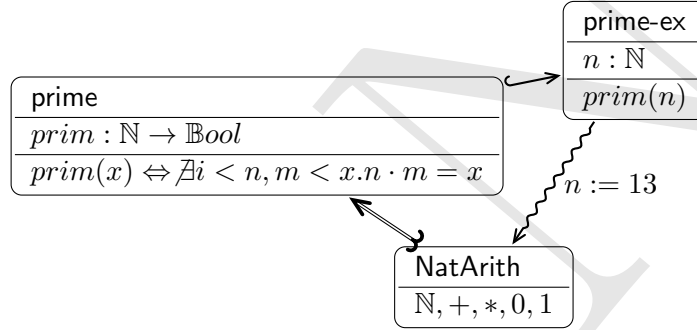 prime-ex
n : ℕ
prim(n)
prime
prim : ℕ → 𝔹ool
prim(x) ⇔ ∄i < n, m < x.n · m = x
n := 13
NatArith
ℕ, +, *, 0, 1